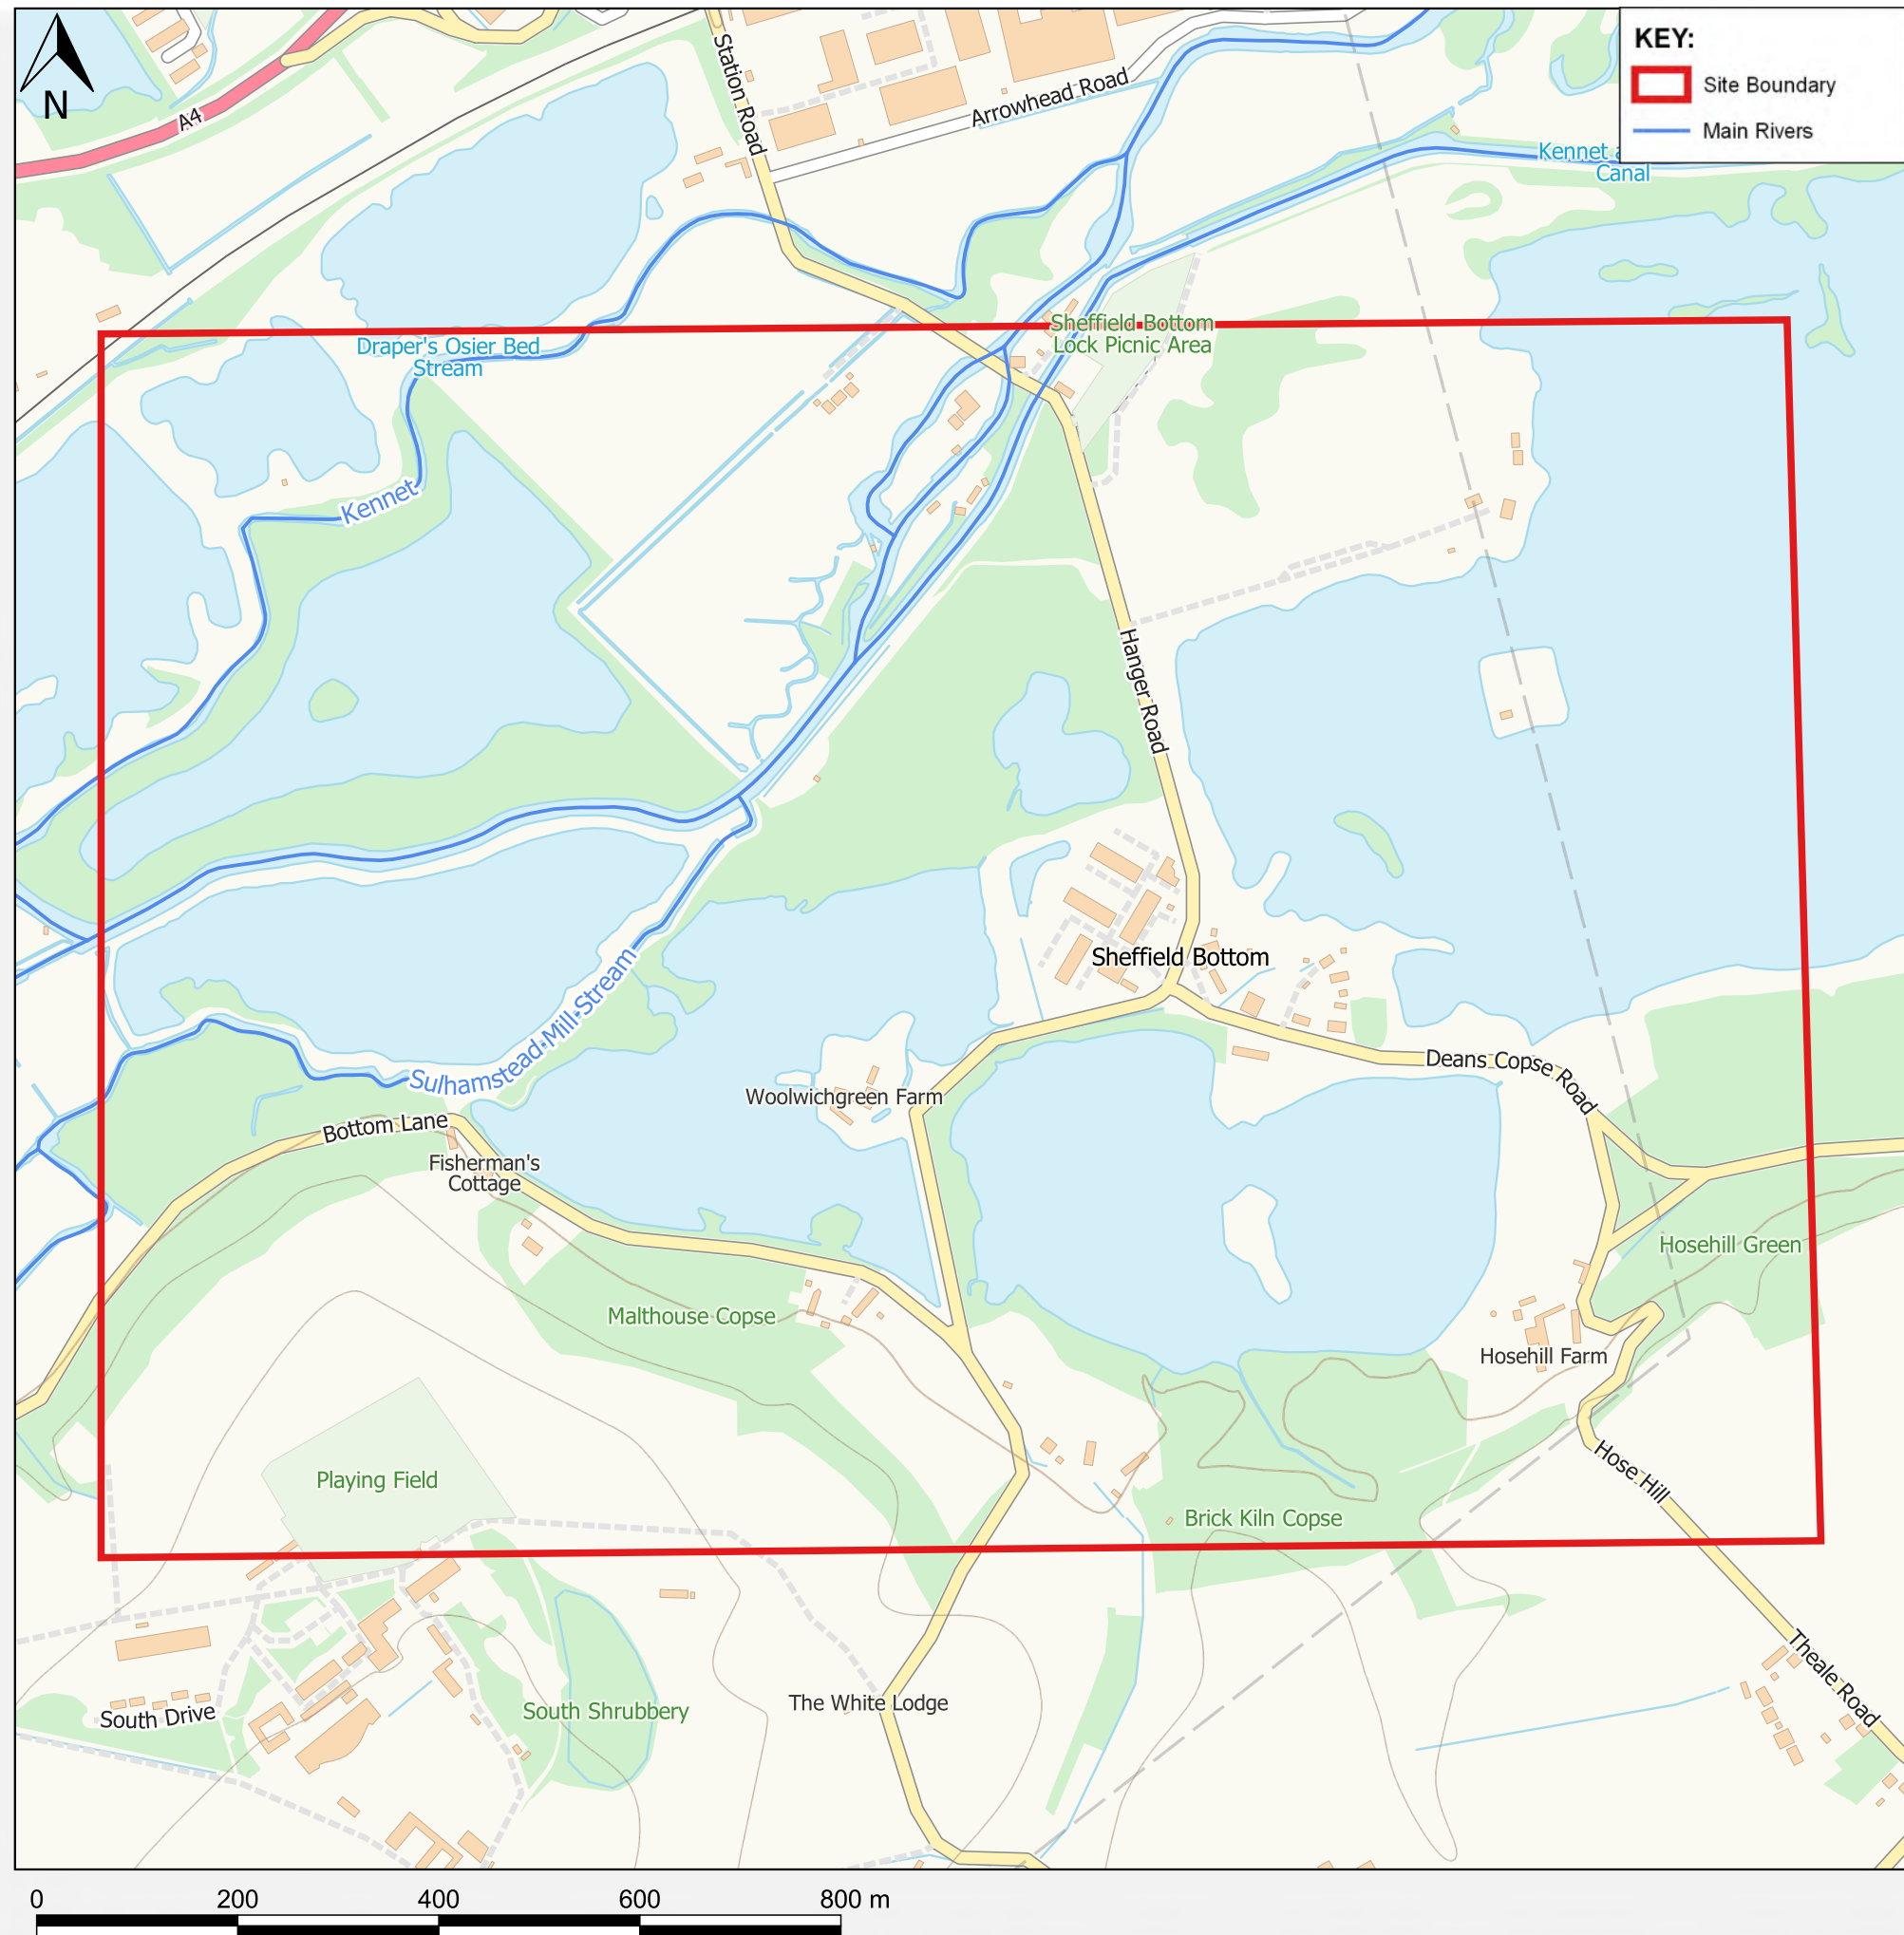 KEY:
Site Boundary
Main Rivers
N
A4
Station Road
Arrowhead Road
Kennet a
Canal
Draper's Osier Bed
Stream
Sheffield Bottom
Lock Picnic Area
Kennet
Hanger Road
Sheffield Bottom
Sulhamstead Mill Stream
Woolwichgreen Farm
Deans Copse Road
Bottom Lane
Fisherman's
Cottage
Hosehill Green
Malthouse Copse
Hosehill Farm
Playing Field
Hose Hill
Brick Kiln Copse
Theale Road
The White Lodge
South Shrubbery
South Drive
0 200 400 600 800 m